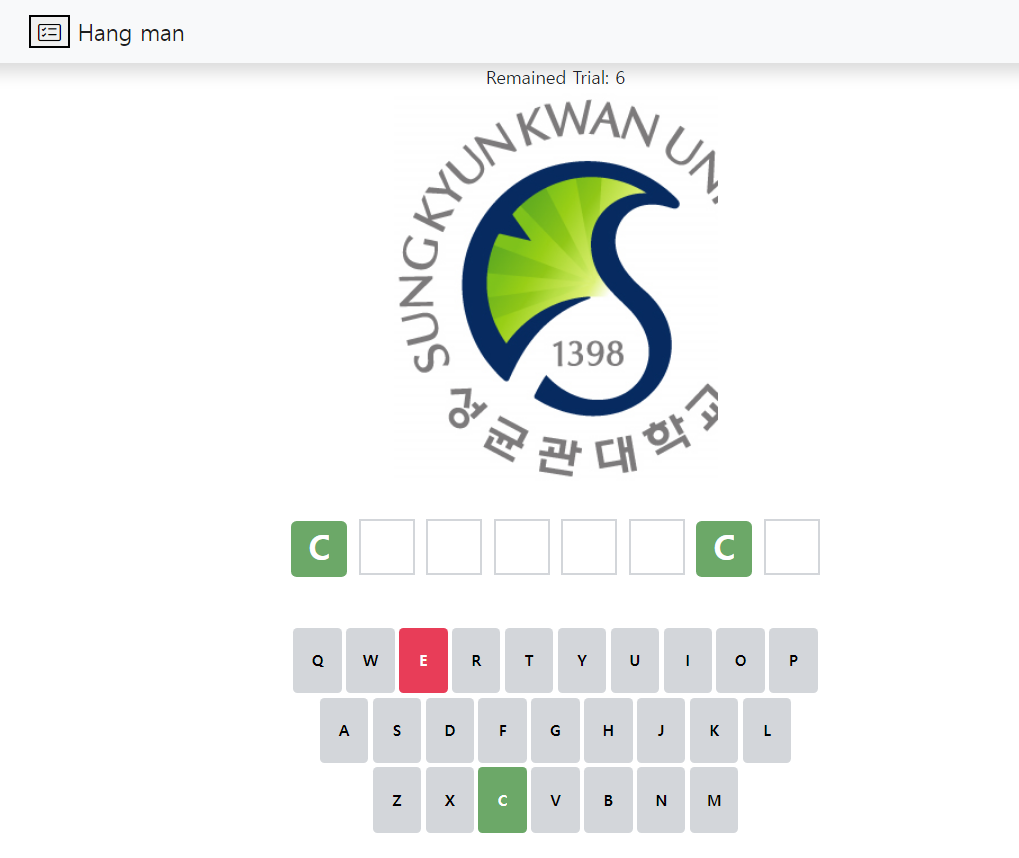 Hang man
Remained Trial: 6
SUNGKYUNKWAN UN
1398
성균관대학교
C C
Q W E R T Y U I O P
A S D F G H J K L
Z X C V B N M